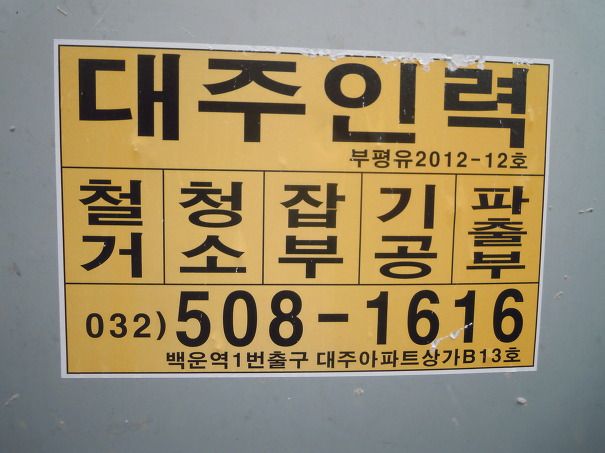 대주인력
부평유2012-12호
철거 청소 잡부 기공 파출부
032) 508-1616
백운역1번출구 대주아파트상가B13호